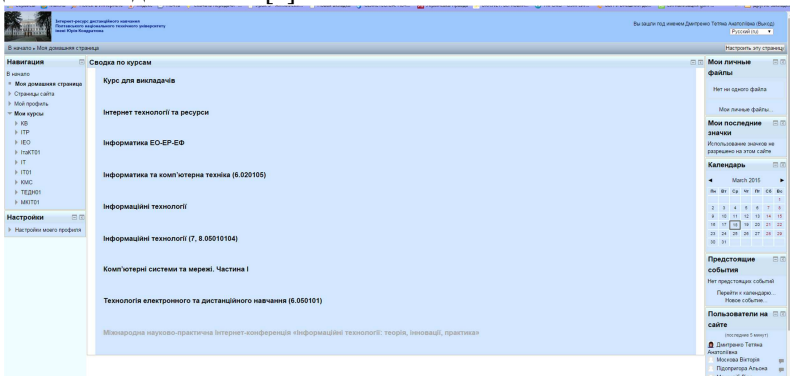 Інтернет-ресурс
дистанційного навчання
Полтавського національного технічного університету
імені Юрія Кондратюка
Вы зашли под именем Дмитренко Тетяна Анатоліївна (Выход)
Русский (ru)
В начало ▸ Моя домашняя страница
Настроить эту страницу
Навигация
В начало
Моя домашняя страница
Страницы сайта
Мой профиль
Мои курсы
КВ
ІТР
ІЕО
ІТ
ІТ01
КМС
ТЕДН01
МКІТ01
Настройки
Настройки моего профиля
Сводка по курсам
Курс для викладачів
Інтернет технології та ресурси
Інформатика ЕО-ЕР-ЕФ
Інформатика та комп'ютерна техніка (6.020105)
Інформаційні технології
Інформаційні технології (7, 8.05010104)
Комп'ютерні системи та мережі. Частина І
Технологія електронного та дистанційного навчання (6.050101)
Міжнародна науково-практична Інтернет-конференція «Інформаційні технології: теорія, інновації, практика»
Мои личные
файлы
Нет ни одного файла
Мои личные файлы...
Мои последние
значки
Использование значков не
разрешено на этом сайте
Календарь
◄ March 2015 ►
Пн Вт Ср Чт Пт Сб Вс
1
2 3 4 5 6 7 8
9 10 11 12 13 14 15
16 17 18 19 20 21 22
23 24 25 26 27 28 29
30 31
Предстоящие
события
Нет предстоящих событий
Перейти к календарю...
Новое событие...
Пользователи на
сайте
(последние 5 минут)
Дмитренко Тетяна
Анатоліївна
Москова Вікторія
Підопригора Альона